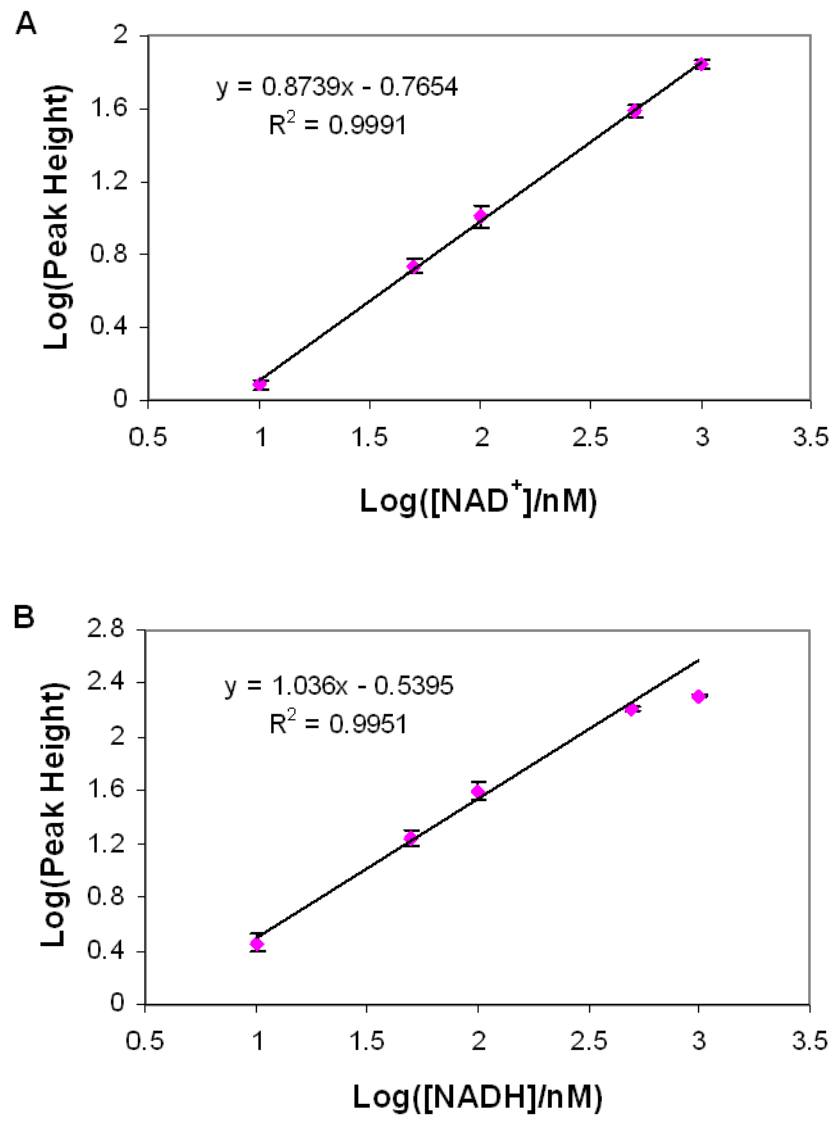 A
2
1.6
1.2
0.8
0.4
0
y = 0.8739x - 0.7654
R² = 0.9991
Log(Peak Height)
0.5 1 1.5 2 2.5 3 3.5
Log([NAD⁺]/nM)
B
2.8
2.4
2
1.6
1.2
0.8
0.4
0
y = 1.036x - 0.5395
R² = 0.9951
Log(Peak Height)
0.5 1 1.5 2 2.5 3 3.5
Log([NADH]/nM)